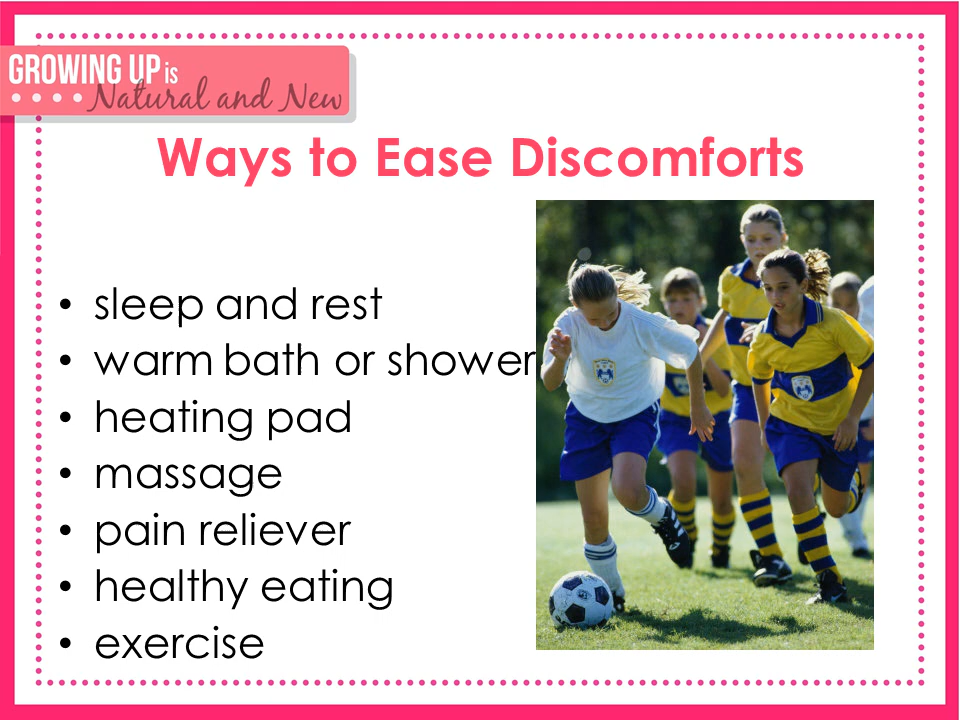 GROWING UP is
Natural and New
Ways to Ease Discomforts
• sleep and rest
• warm bath or shower
• heating pad
• massage
• pain reliever
• healthy eating
• exercise